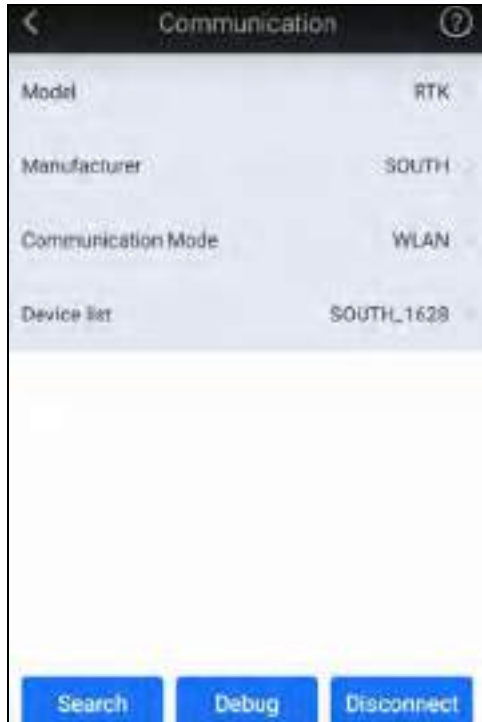 Communication
Model RTK
Manufacturer SOUTH
Communication Mode WLAN
Device list SOUTH_1628
Search Debug Disconnect